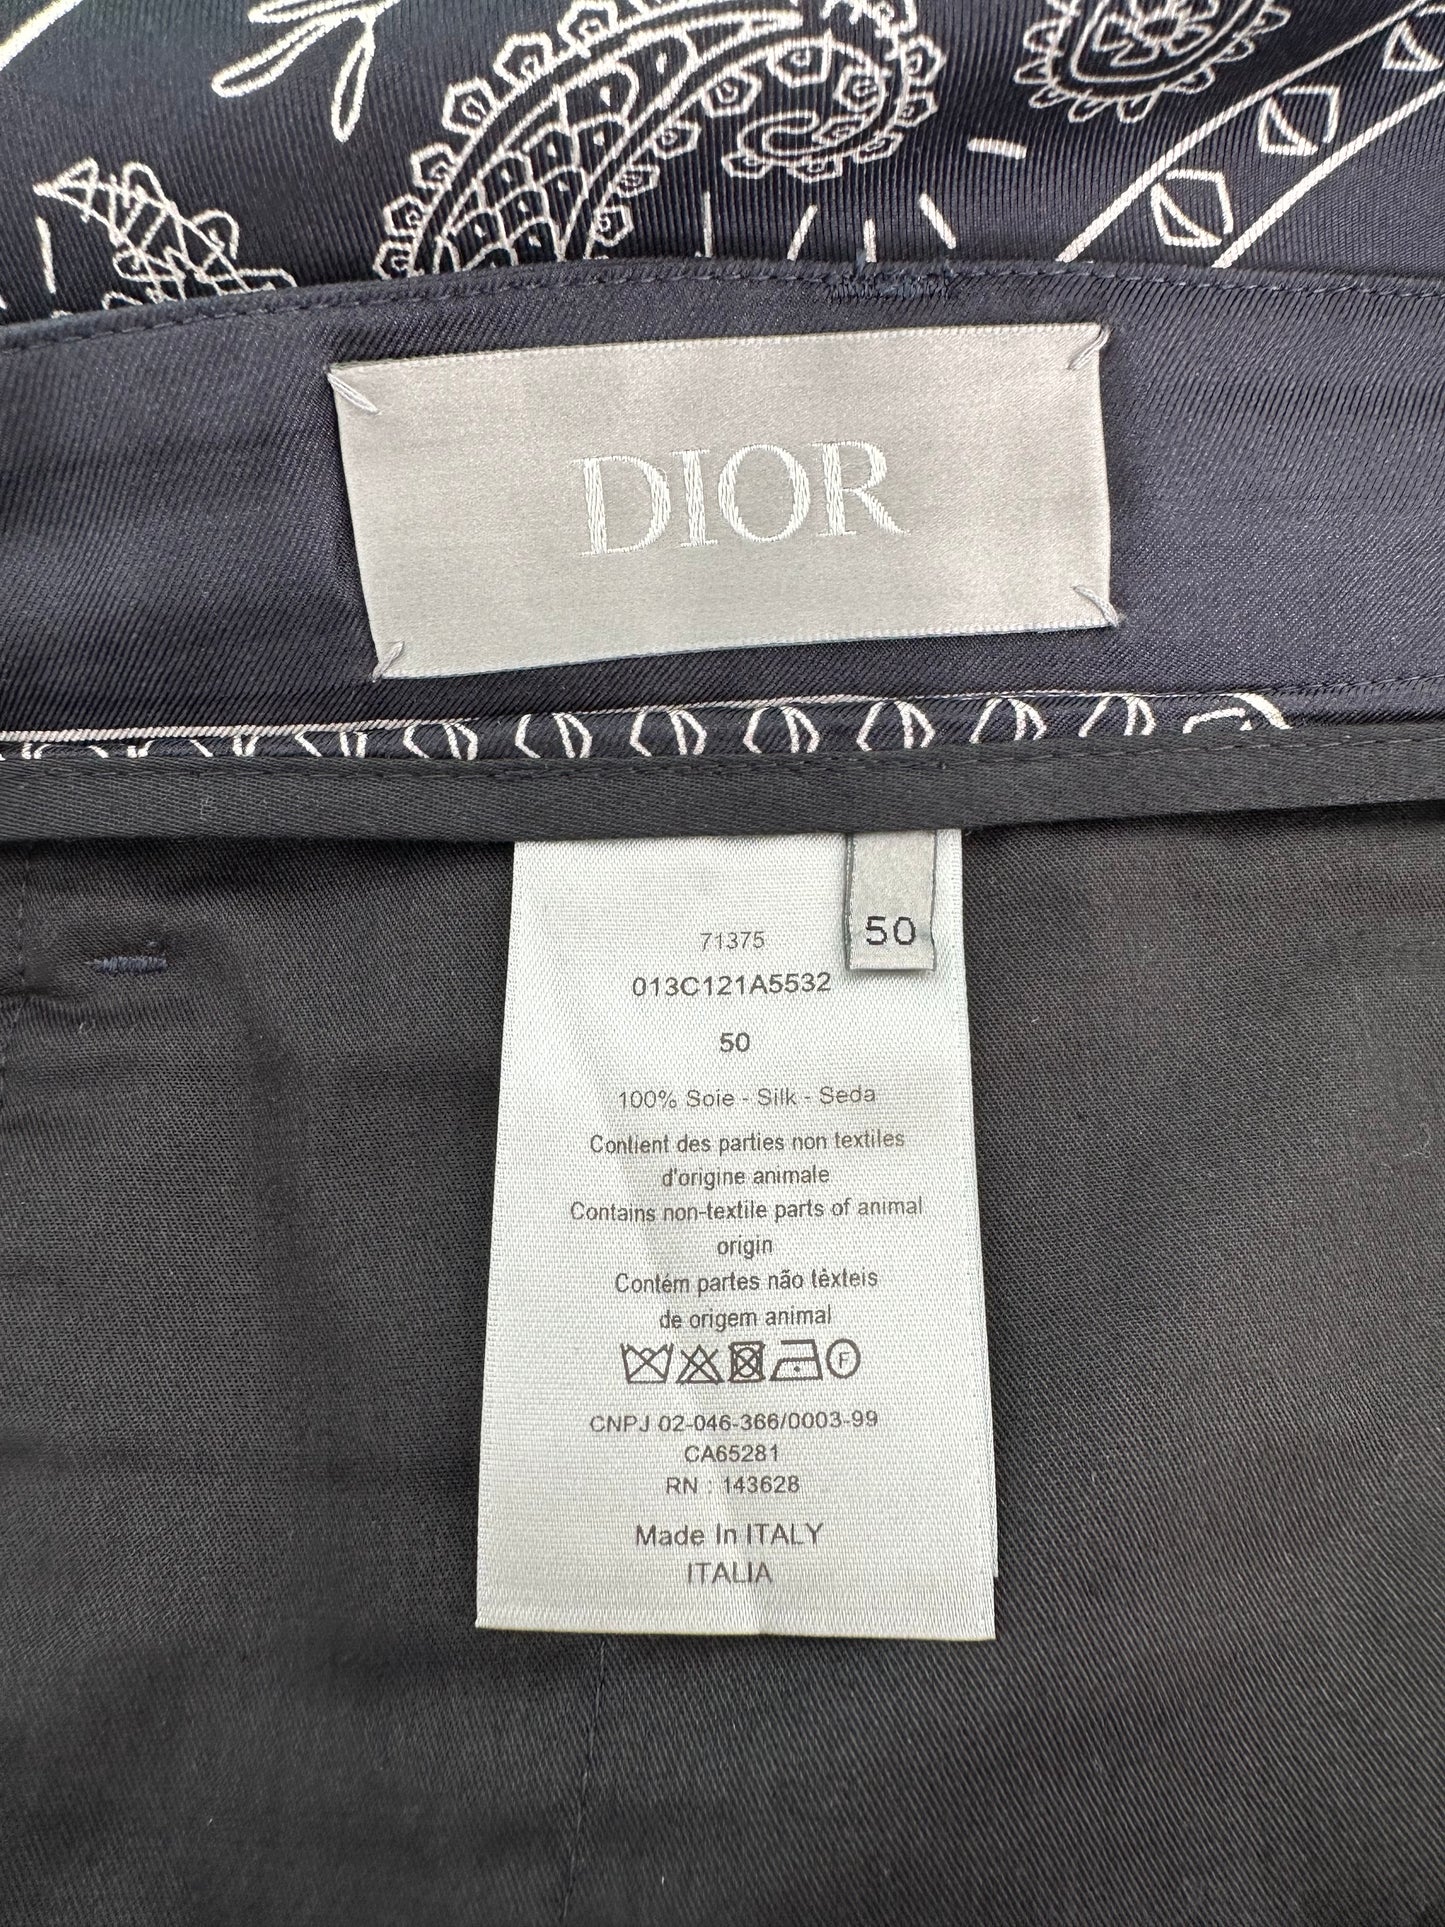 DIOR
50
71375
013C121A5532
50
100% Soie - Silk - Seda
Contient des parties non textiles
d'origine animale
Contains non-textile parts of animal
origin
Contém partes não têxteis
de origem animal
F
CNPJ 02-046-366/0003-99
CA65281
RN : 143628
Made In ITALY
ITALIA